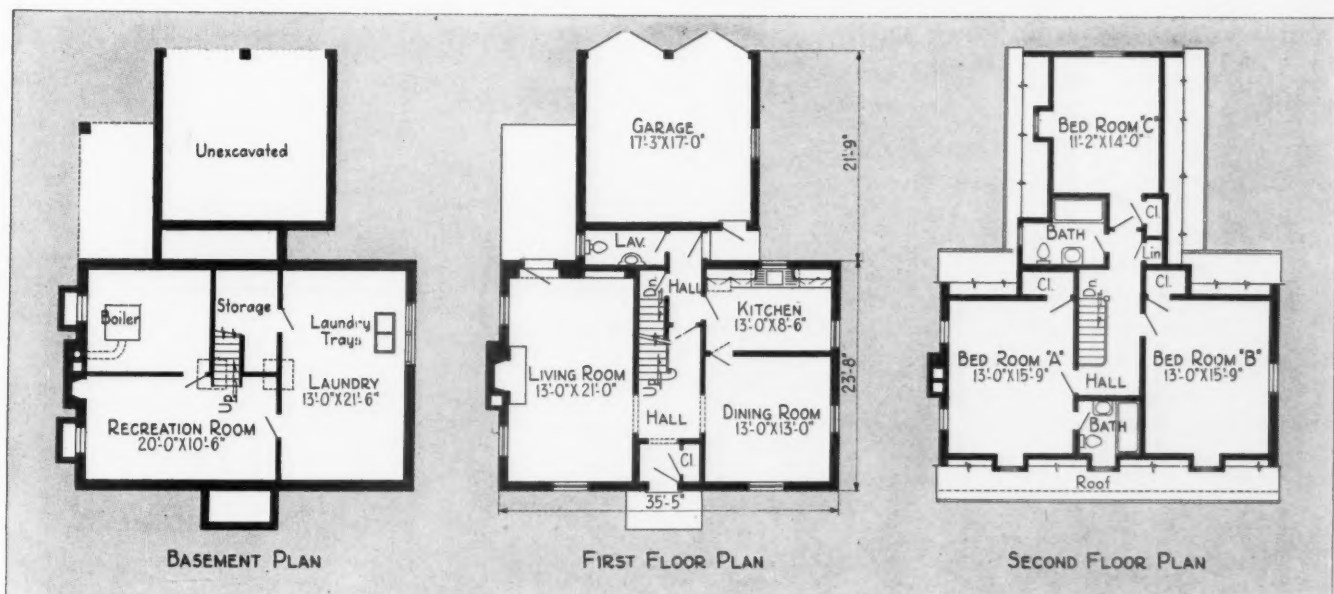 Unexcavated
Boiler
Storage
Laundry
Trays
LAUNDRY
13'-0"X21'-6"
Up
RECREATION ROOM
20'-0"X10'-6"
BASEMENT PLAN
GARAGE
17'-3"X17'-0"
21'-9"
LAV.
HALL
Dn.
KITCHEN
13'-0"X8'-6"
LIVING ROOM
13'-0"X21'-0"
Up
HALL
DINING ROOM
13'-0"X13'-0"
23'-8"
Cl.
35'-5"
FIRST FLOOR PLAN
BED ROOM "C"
11'-2"X14'-0"
Cl.
BATH
Lin.
Cl.
Cl.
Dn.
BED ROOM "A"
13'-0"X15'-9"
BED ROOM "B"
13'-0"X15'-9"
HALL
BATH
Roof
SECOND FLOOR PLAN